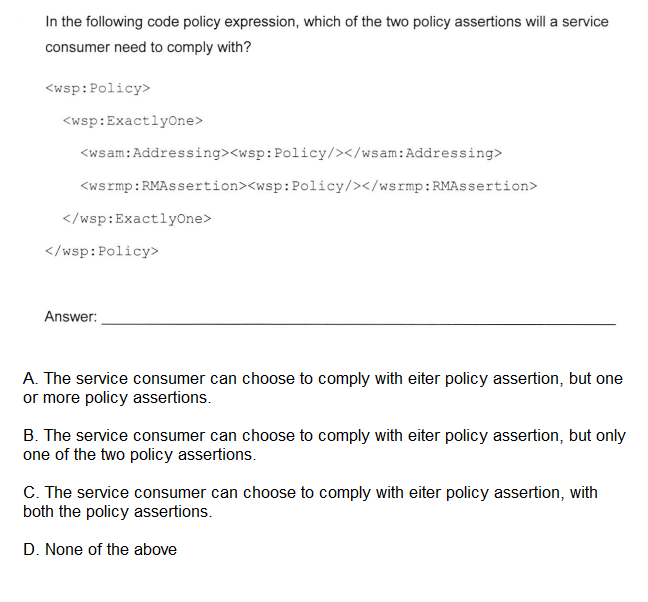 In the following code policy expression, which of the two policy assertions will a service
consumer need to comply with?
<wsp:Policy>
<wsp:ExactlyOne>
<wsam:Addressing><wsp:Policy/></wsam:Addressing>
<wsrmp:RMAssertion><wsp:Policy/></wsrmp:RMAssertion>
</wsp:ExactlyOne>
</wsp:Policy>
Answer:
A. The service consumer can choose to comply with eiter policy assertion, but one
or more policy assertions.
B. The service consumer can choose to comply with eiter policy assertion, but only
one of the two policy assertions.
C. The service consumer can choose to comply with eiter policy assertion, with
both the policy assertions.
D. None of the above